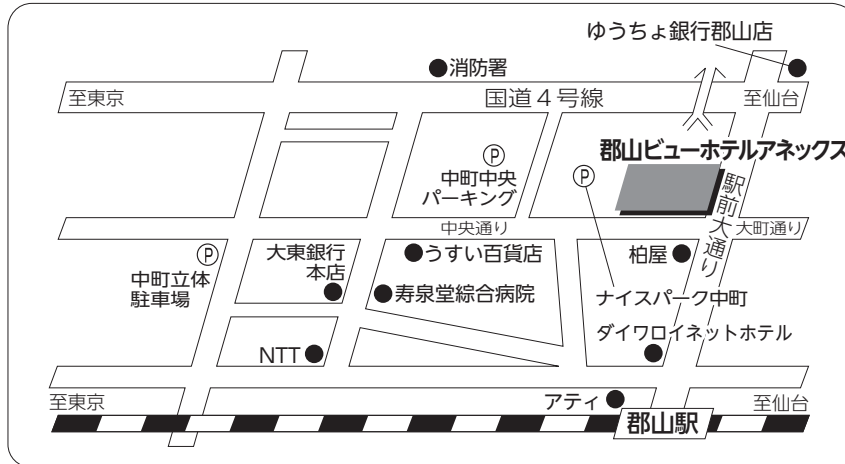 ゆうちょ銀行郡山店
消防署
至東京
国道4号線
至仙台
郡山ビューホテルアネックス
Ⓟ
中町中央
パーキング
Ⓟ
駅前大通り
中央通り
大町通り
Ⓟ
中町立体
駐車場
大東銀行
本店
うすい百貨店
柏屋
寿泉堂綜合病院
ナイスパーク中町
ダイワロイネットホテル
NTT
至東京
アティ
至仙台
郡山駅